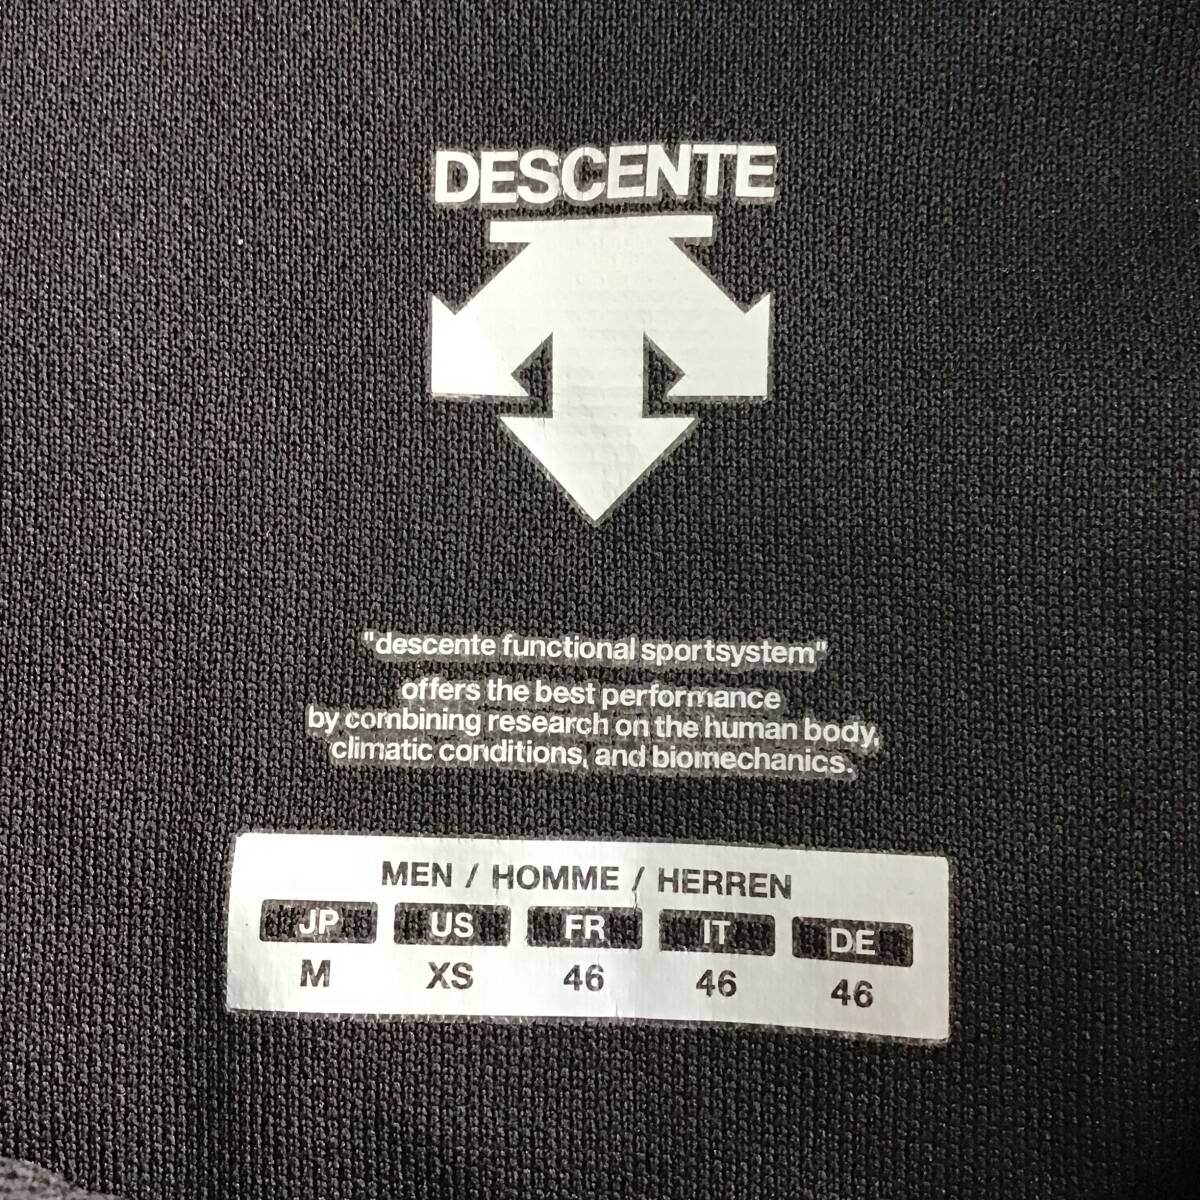 DESCENTE
"descente functional sportsystem"
offers the best performance
by combining research on the human body,
climatic conditions, and biomechanics.
MEN / HOMME / HERREN
JP US FR IT DE
M XS 46 46 46